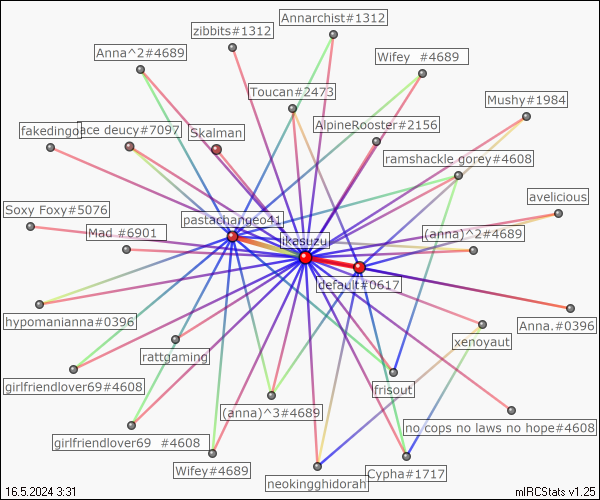 Annarchist#1312
zibbits#1312
Anna^2#4689
Wifey  #4689
Toucan#2473
Mushy#1984
AlpineRooster#2156
fakedingo
ace deucy#7097
Skalman
ramshackle gorey#4608
avelicious
Soxy Foxy#5076
pastachange041
Mad #6901
ikasuzu
(anna)^2#4689
default#0617
hypomanianna#0396
Anna.#0396
xenoyaut
rattgaming
girlfriendlover69#4608
frisout
(anna)^3#4689
no cops no laws no hope#4608
girlfriendlover69  #4608
Wifey#4689
Cypha#1717
neokingghidorah
16.5.2024 3:31
mIRCStats v1.25